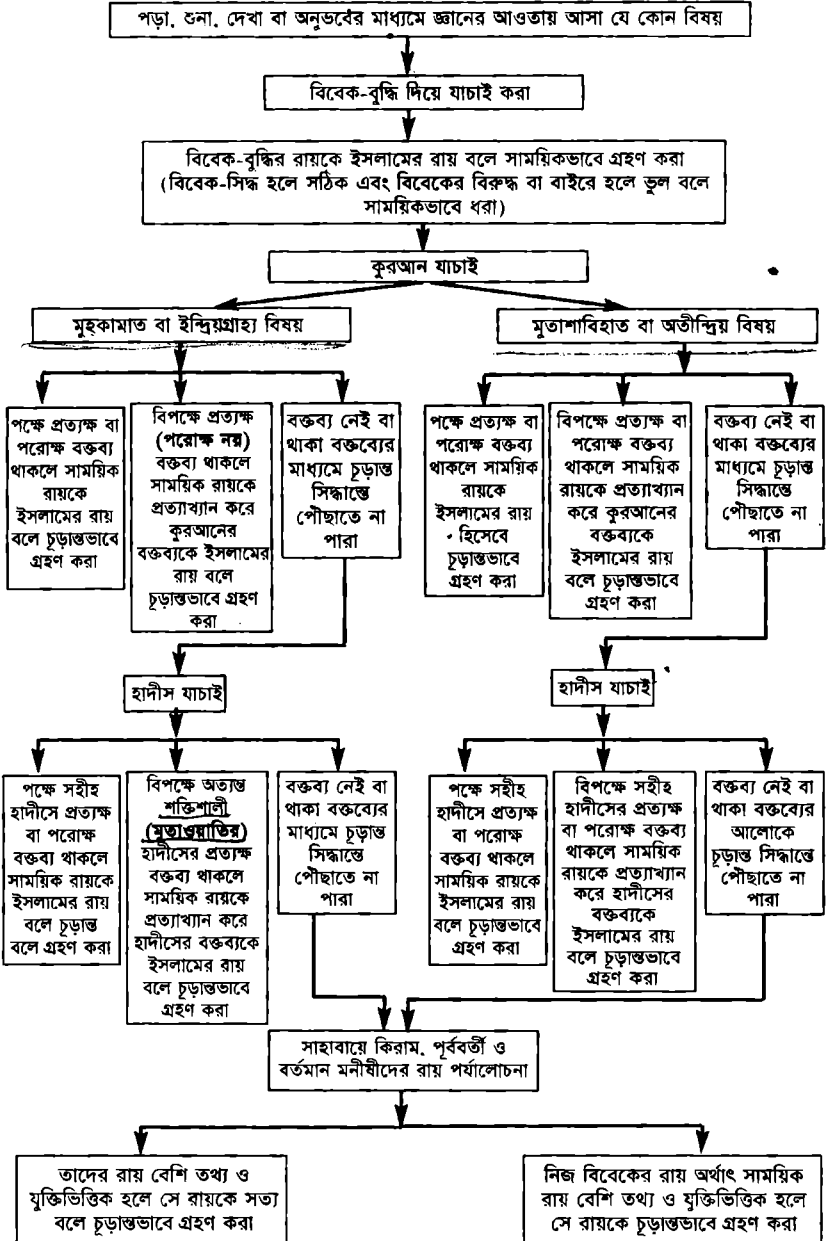 পড়া, শুনা, দেখা বা অনুভবের মাধ্যমে জ্ঞানের আওতায় আসা যে কোন বিষয়
বিবেক-বুদ্ধি দিয়ে যাচাই করা
বিবেক-বুদ্ধির রায়কে ইসলামের রায় বলে সাময়িকভাবে গ্রহণ করা
(বিবেক-সিদ্ধ হলে সঠিক এবং বিবেকের বিরুদ্ধ বা বাইরে হলে ভুল বলে
সাময়িকভাবে ধরা)
কুরআন যাচাই
মুহকামাত বা ইন্দ্রিয়গ্রাহ্য বিষয়
মুতাশাবিহাত বা অতীন্দ্রিয় বিষয়
পক্ষে প্রত্যক্ষ বা
পরোক্ষ বক্তব্য
থাকলে সাময়িক
রায়কে
ইসলামের রায়
বলে চূড়ান্তভাবে
গ্রহণ করা
বিপক্ষে প্রত্যক্ষ
(পরোক্ষ নয়)
বক্তব্য থাকলে
সাময়িক রায়কে
প্রত্যাখ্যান করে
কুরআনের
বক্তব্যকে ইসলামের
রায় বলে
চূড়ান্তভাবে গ্রহণ
করা
বক্তব্য নেই বা
থাকা বক্তব্যের
মাধ্যমে চূড়ান্ত
সিদ্ধান্তে
পৌঁছাতে না
পারা
পক্ষে প্রত্যক্ষ বা
পরোক্ষ বক্তব্য
থাকলে সাময়িক
রায়কে
ইসলামের রায়
হিসেবে
চূড়ান্তভাবে
গ্রহণ করা
বিপক্ষে প্রত্যক্ষ বা
পরোক্ষ বক্তব্য
থাকলে সাময়িক
রায়কে প্রত্যাখ্যান
করে কুরআনের
বক্তব্যকে
ইসলামের রায়
বলে চূড়ান্তভাবে
গ্রহণ করা
বক্তব্য নেই বা
থাকা বক্তব্যের
মাধ্যমে চূড়ান্ত
সিদ্ধান্তে
পৌঁছাতে না
পারা
হাদীস যাচাই
হাদীস যাচাই
পক্ষে সহীহ
হাদীসে প্রত্যক্ষ
বা পরোক্ষ
বক্তব্য থাকলে
সাময়িক রায়কে
ইসলামের রায়
বলে চূড়ান্ত
বলে গ্রহণ করা
বিপক্ষে অত্যন্ত
শক্তিশালী
(মুতাওয়াতির)
হাদীসের প্রত্যক্ষ
বক্তব্য থাকলে
সাময়িক রায়কে
প্রত্যাখ্যান করে
হাদীসের বক্তব্যকে
ইসলামের রায়
বলে চূড়ান্তভাবে
গ্রহণ করা
বক্তব্য নেই বা
থাকা বক্তব্যের
মাধ্যমে চূড়ান্ত
সিদ্ধান্তে
পৌঁছাতে না
পারা
পক্ষে সহীহ
হাদীসে প্রত্যক্ষ
বা পরোক্ষ
বক্তব্য থাকলে
সাময়িক রায়কে
ইসলামের রায়
বলে চূড়ান্তভাবে
গ্রহণ করা
বিপক্ষে সহীহ
হাদীসের প্রত্যক্ষ
বা পরোক্ষ বক্তব্য
থাকলে সাময়িক
রায়কে প্রত্যাখ্যান
করে হাদীসের
বক্তব্যকে
ইসলামের রায়
বলে চূড়ান্তভাবে
গ্রহণ করা
বক্তব্য নেই বা
থাকা বক্তব্যের
আলোকে
চূড়ান্ত সিদ্ধান্তে
পৌঁছাতে না
পারা
সাহাবায়ে কিরাম, পূর্ববর্তী ও
বর্তমান মনীষীদের রায় পর্যালোচনা
তাদের রায় বেশি তথ্য ও
যুক্তিভিত্তিক হলে সে রায়কে সত্য
বলে চূড়ান্তভাবে গ্রহণ করা
নিজ বিবেকের রায় অর্থাৎ সাময়িক
রায় বেশি তথ্য ও যুক্তিভিত্তিক হলে
সে রায়কে চূড়ান্তভাবে গ্রহণ করা